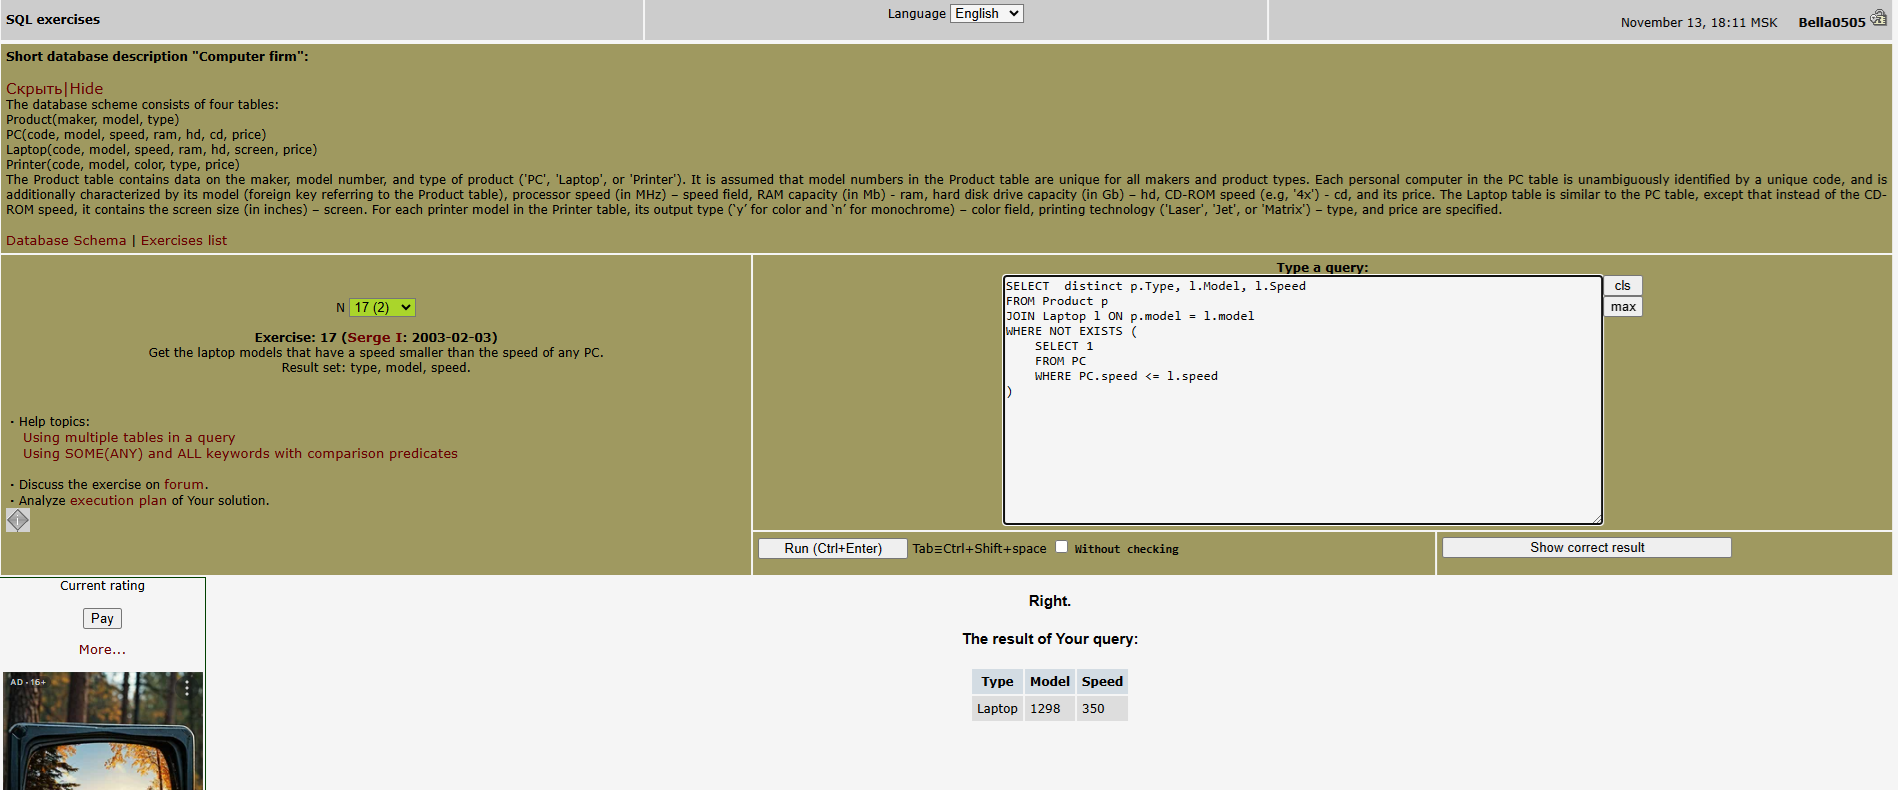 SQL exercises
Language English
November 13, 18:11 MSK Bella0505
Short database description "Computer firm":
Скрыть|Hide
The database scheme consists of four tables:
Product(maker, model, type)
PC(code, model, speed, ram, hd, cd, price)
Laptop(code, model, speed, ram, hd, screen, price)
Printer(code, model, color, type, price)
The Product table contains data on the maker, model number, and type of product ('PC', 'Laptop', or 'Printer'). It is assumed that model numbers in the Product table are unique for all makers and product types. Each personal computer in the PC table is unambiguously identified by a unique code, and is
additionally characterized by its model (foreign key referring to the Product table), processor speed (in MHz) – speed field, RAM capacity (in Mb) - ram, hard disk drive capacity (in Gb) – hd, CD-ROM speed (e.g, '4x') - cd, and its price. The Laptop table is similar to the PC table, except that instead of the CD-
ROM speed, it contains the screen size (in inches) – screen. For each printer model in the Printer table, its output type (‘y’ for color and ‘n’ for monochrome) – color field, printing technology ('Laser', 'Jet', or 'Matrix') – type, and price are specified.
Database Schema | Exercises list
N 17 (2)
Exercise: 17 (Serge I: 2003-02-03)
Get the laptop models that have a speed smaller than the speed of any PC.
Result set: type, model, speed.
· Help topics:
Using multiple tables in a query
Using SOME(ANY) and ALL keywords with comparison predicates
· Discuss the exercise on forum.
· Analyze execution plan of Your solution.
Type a query:
SELECT  distinct p.Type, l.Model, l.Speed
FROM Product p
JOIN Laptop l ON p.model = l.model
WHERE NOT EXISTS (
    SELECT 1
    FROM PC
    WHERE PC.speed <= l.speed
)
cls
max
Run (Ctrl+Enter) Tab≡Ctrl+Shift+space Without checking
Show correct result
Current rating
Pay
More...
AD • 16+
Right.
The result of Your query:
Type Model Speed
Laptop 1298 350